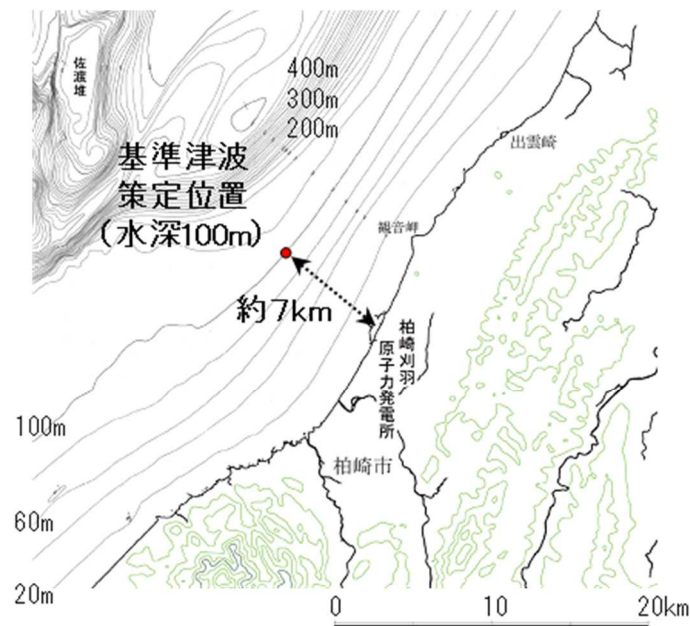 佐渡堆
400m
300m
200m
基準津波
策定位置
(水深100m)
出雲崎
観音岬
約7km
柏崎刈羽
原子力発電所
100m
柏崎市
60m
20m
0 10 20km